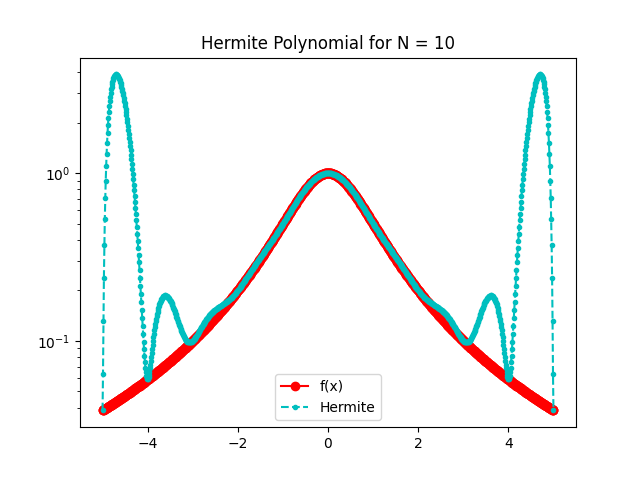 Hermite Polynomial for N = 10
10⁰
10⁻¹
f(x)
Hermite
−4 −2 0 2 4